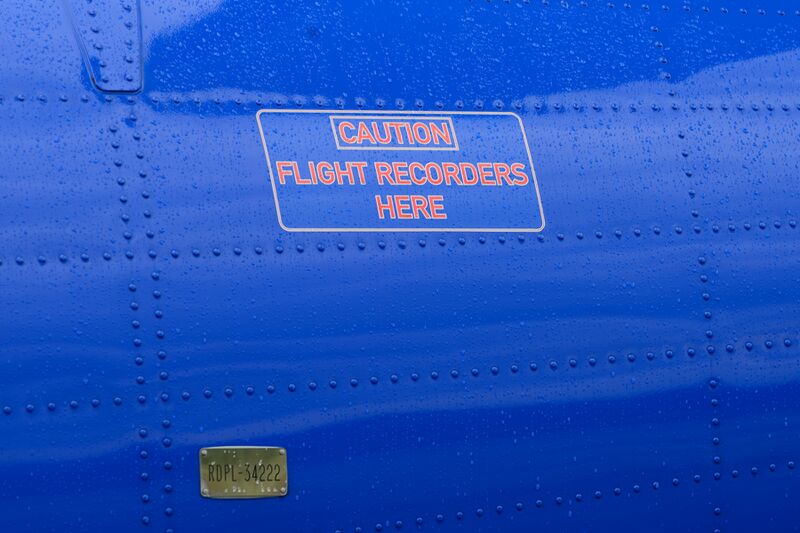 CAUTION
FLIGHT RECORDERS
HERE
RDPL-34222